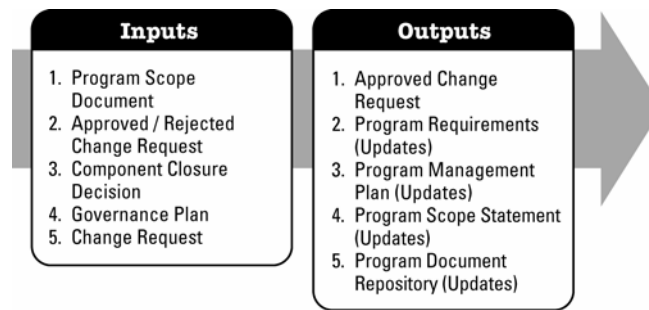 Inputs
1. Program Scope
Document
2. Approved / Rejected
Change Request
3. Component Closure
Decision
4. Governance Plan
5. Change Request
Outputs
1. Approved Change
Request
2. Program Requirements
(Updates)
3. Program Management
Plan (Updates)
4. Program Scope Statement
(Updates)
5. Program Document
Repository (Updates)